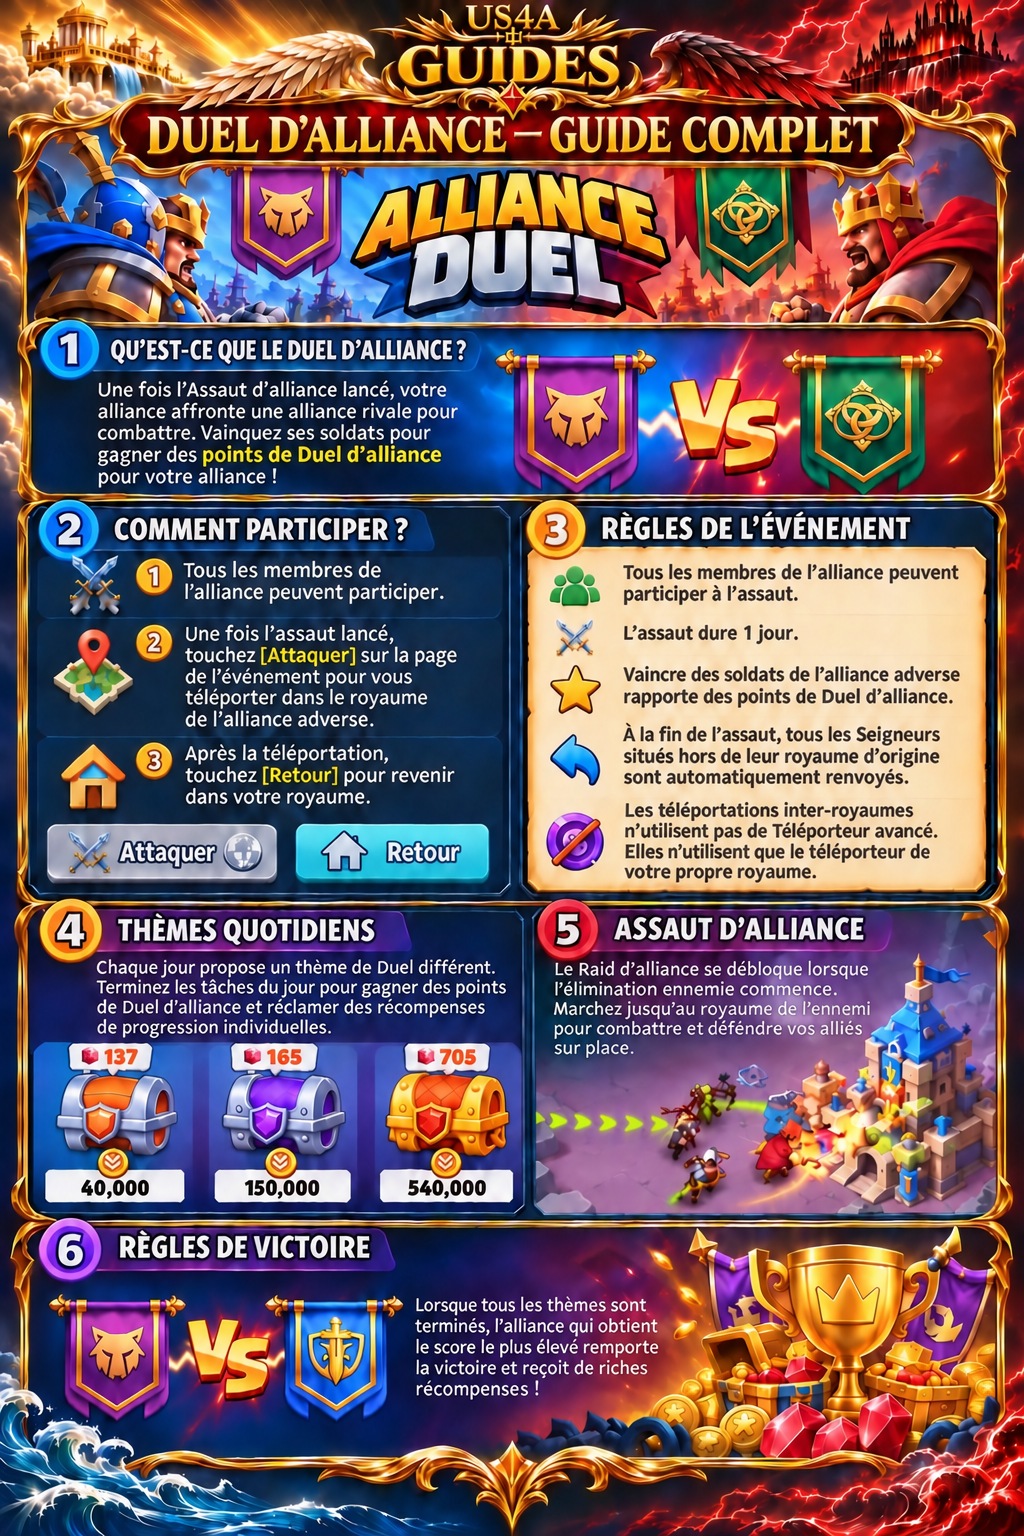 US4A
GUIDES
DUEL D'ALLIANCE – GUIDE COMPLET
ALLIANCE
DUEL
1
QU'EST-CE QUE LE DUEL D'ALLIANCE ?
Une fois l'Assaut d'alliance lancé, votre
alliance affronte une alliance rivale pour
combattre. Vainquez ses soldats pour
gagner des points de Duel d'alliance
pour votre alliance !
VS
2
COMMENT PARTICIPER ?
1
Tous les membres de
l'alliance peuvent participer.
2
Une fois l'assaut lancé,
touchez [Attaquer] sur la page
de l'événement pour vous
téléporter dans le royaume
de l'alliance adverse.
3
Après la téléportation,
touchez [Retour] pour revenir
dans votre royaume.
Attaquer
Retour
3
RÈGLES DE L'ÉVÉNEMENT
Tous les membres de l'alliance peuvent
participer à l'assaut.
L'assaut dure 1 jour.
Vaincre des soldats de l'alliance adverse
rapporte des points de Duel d'alliance.
À la fin de l'assaut, tous les Seigneurs
situés hors de leur royaume d'origine
sont automatiquement renvoyés.
Les téléportations inter-royaumes
n'utilisent pas de Téléporteur avancé.
Elles n'utilisent que le téléporteur de
votre propre royaume.
4
THÈMES QUOTIDIENS
Chaque jour propose un thème de Duel différent.
Terminez les tâches du jour pour gagner des points
de Duel d'alliance et réclamer des récompenses
de progression individuelles.
137
165
705
40,000
150,000
540,000
5
ASSAUT D'ALLIANCE
Le Raid d'alliance se débloque lorsque
l'élimination ennemie commence.
Marchez jusqu'au royaume de l'ennemi
pour combattre et déféndre vos alliés
sur place.
6
RÈGLES DE VICTOIRE
VS
Lorsque tous les thèmes sont
terminés, l'alliance qui obtient
le score le plus élevé remporte
la victoire et reçoit de riches
récompenses !